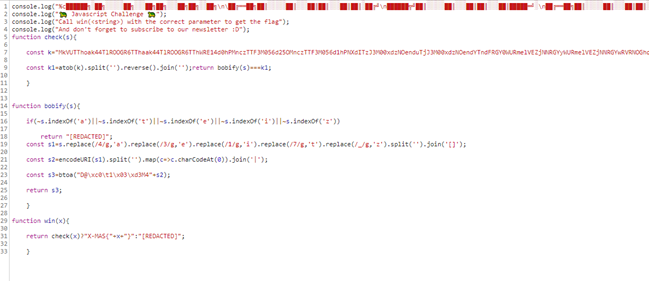 1 console.log("%c
2 console.log("🐢 Javascript Challenge 🐢");
3 console.log("Call win(<string>) with the correct parameter to get the flag");
4 console.log("And don't forget to subscribe to our newsletter :D");
5 function check(s){
6
7 const k="
8
9 const k1=atob(k).split('').reverse().join('');return bobify(s)===k1;
10
11 }
12
13
14 function bobify(s){
15
16 if(~s.indexOf('a')||~s.indexOf('t')||~s.indexOf('e')||~s.indexOf('i')||~s.indexOf('z'))
17
18 return "[REDACTED]";
19 const s1=s.replace(/4/g,'a').replace(/3/g,'e').replace(/1/g,'i').replace(/7/g,'t').replace(/_/g,'z').split('').join('[]');
20
21 const s2=encodeURI(s1).split('').map(c=>c.charCodeAt(0)).join('|');
22
23 const s3=btoa("D@\xc0\t1\x03\xd3M4"+s2);
24
25 return s3;
26
27 }
28
29 function win(x){
30
31 return check(x)?"X-MAS{"+x+"}":"[REDACTED]";
32
33 }